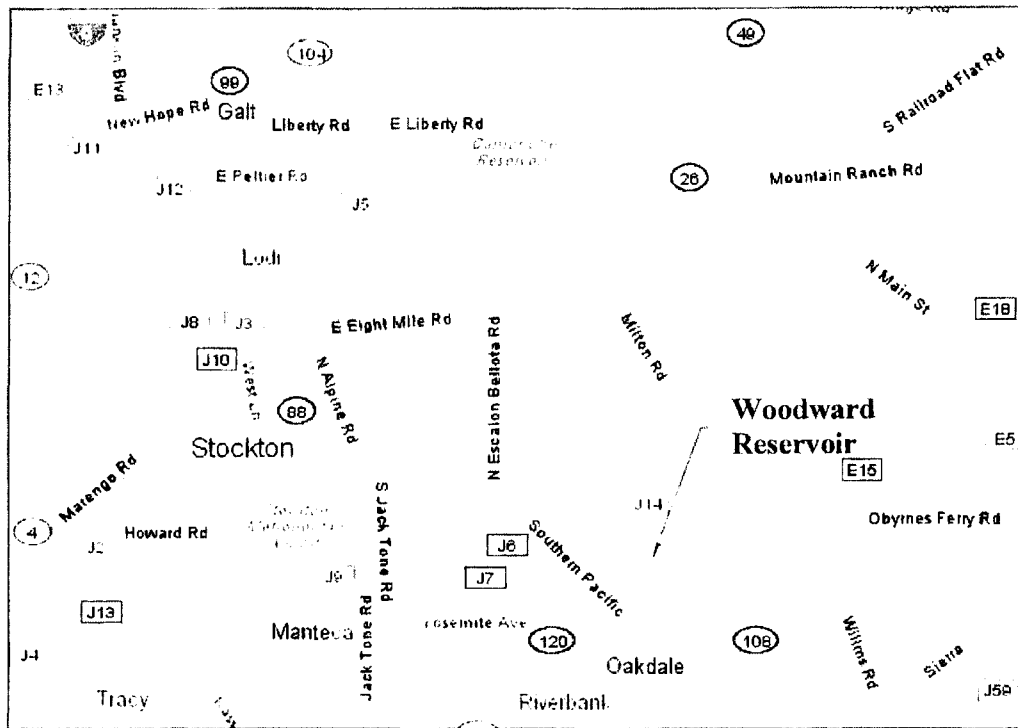 104
49
E13
99
Blvd
New Hope Rd
Galt
Liberty Rd
E Liberty Rd
S Railroad Flat Rd
J11
Reservoir
J12
E Peltier Rd
J5
26
Mountain Ranch Rd
Lodi
12
N Main St
E18
J8
J3
E Eight Mile Rd
N Escalon Bellota Rd
Milton Rd
J10
N Alpine Rd
88
Woodward
Reservoir
Stockton
E5
E15
Matengo Rd
S Jack Tone Rd
J14
4
Howard Rd
J2
Obyrnes Ferry Rd
J6
Southern Pacific
J9
J7
J13
Manteca
Jack Tone Rd
Yosemite Ave
120
108
Willms Rd
Sierra
J4
Oakdale
Tracy
Riverbank
J59